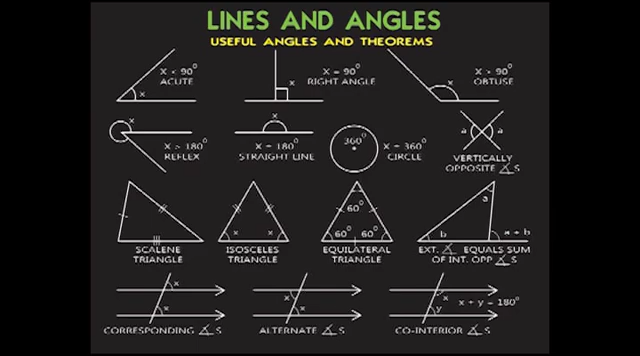 LINES AND ANGLES
USEFUL ANGLES AND THEOREMS
X < 90°
ACUTE
x
X = 90°
RIGHT ANGLE
x
X > 90°
OBTUSE
x
X > 180°
REFLEX
x
X = 180°
STRAIGHT LINE
x
360°
X = 360°
CIRCLE
a a
VERTICALLY
OPPOSITE ∡ S
SCALENE
TRIANGLE
x x
ISOSCELES
TRIANGLE
60°
60° 60°
EQUILATERAL
TRIANGLE
a
b a + b
EXT. ∡ EQUALS SUM
OF INT. OPP ∡ S
x
x
CORRESPONDING ∡ S
x
x
ALTERNATE ∡ S
x
y
x + y = 180°
CO-INTERIOR ∡ S